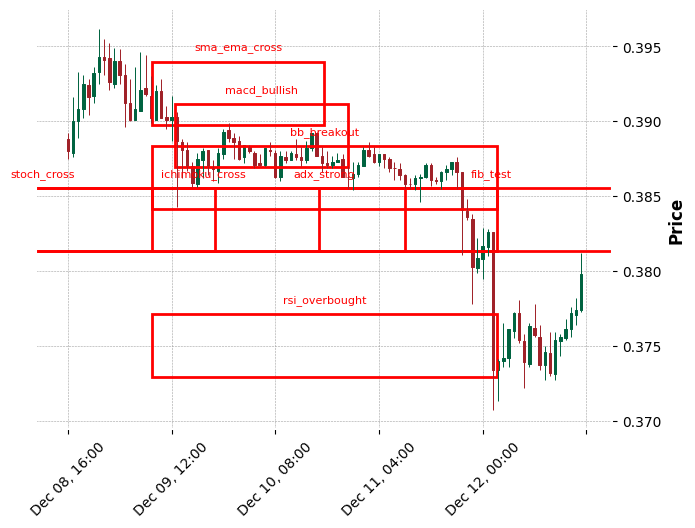 sma_ema_cross
macd_bullish
bb_breakout
stoch_cross
ichimoku_cross
adx_strong
fib_test
rsi_overbought
0.395
0.390
0.385
0.380
0.375
0.370
Price
Dec 08, 16:00
Dec 09, 12:00
Dec 10, 08:00
Dec 11, 04:00
Dec 12, 00:00